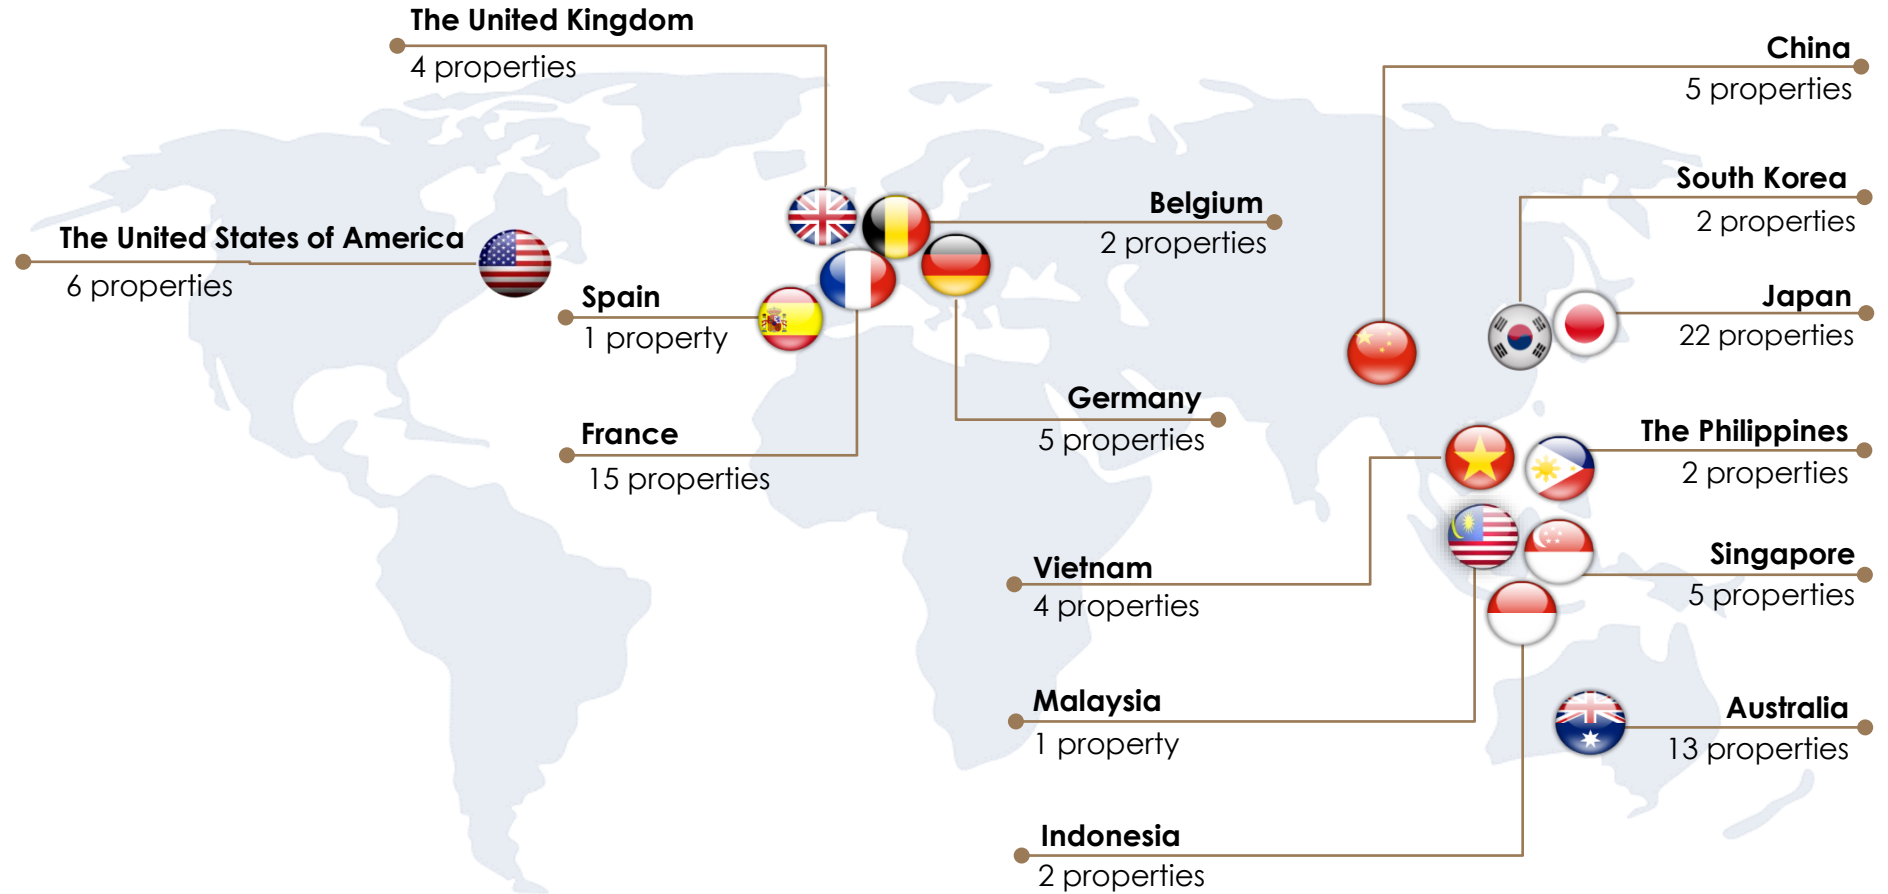 The United Kingdom
4 properties
China
5 properties
South Korea
2 properties
Belgium
2 properties
The United States of America
6 properties
Spain
1 property
Japan
22 properties
Germany
5 properties
France
15 properties
The Philippines
2 properties
Vietnam
4 properties
Singapore
5 properties
Malaysia
1 property
Australia
13 properties
Indonesia
2 properties